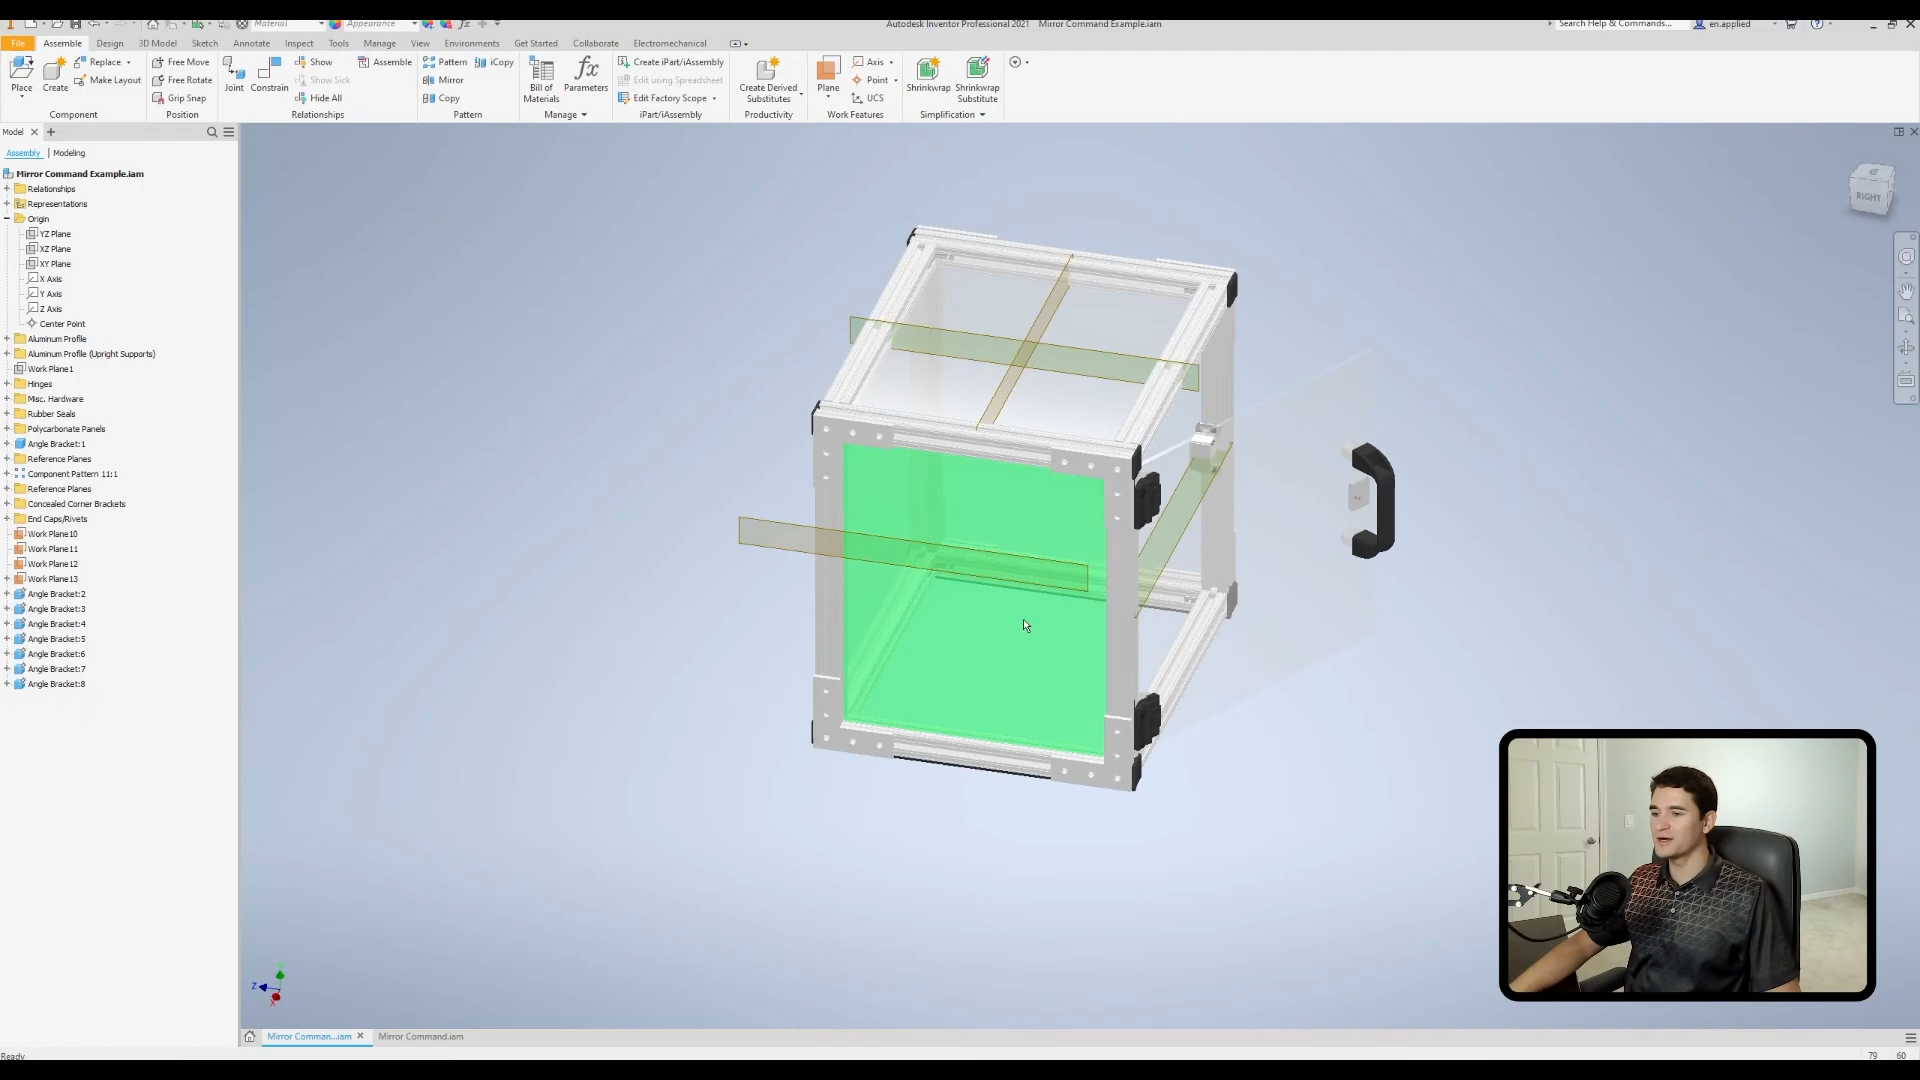 Material
Appearance
fx
Autodesk Inventor Professional 2021 Mirror Command Example.iam
Search Help & Commands...
en.applied
File Assemble Design 3D Model Sketch Annotate Inspect Tools Manage View Environments Get Started Collaborate Electromechanical
Place
Create
Replace
Make Layout
Component
Free Move
Free Rotate
Grip Snap
Position
Joint
Constrain
Show
Show Sick
Hide All
Assemble
Relationships
Pattern
Mirror
Copy
iCopy
Pattern
Bill of
Materials
fx
Parameters
Manage
Create iPart/iAssembly
Edit using Spreadsheet
Edit Factory Scope
iPart/iAssembly
Create Derived
Substitutes
Productivity
Plane
Axis
Point
UCS
Work Features
Shrinkwrap
Shrinkwrap
Substitute
Simplification
Model
Assembly | Modeling
Mirror Command Example.iam
Relationships
Representations
Origin
YZ Plane
XZ Plane
XY Plane
X Axis
Y Axis
Z Axis
Center Point
Aluminum Profile
Aluminum Profile (Upright Supports)
Work Plane1
Hinges
Misc. Hardware
Rubber Seals
Polycarbonate Panels
Angle Bracket:1
Reference Planes
Component Pattern 11:1
Reference Planes
Concealed Corner Brackets
End Caps/Rivets
Work Plane10
Work Plane11
Work Plane12
Work Plane13
Angle Bracket:2
Angle Bracket:3
Angle Bracket:4
Angle Bracket:5
Angle Bracket:6
Angle Bracket:7
Angle Bracket:8
RIGHT
Z
X
Mirror Comman...iam
Mirror Command.iam
Ready
79 60